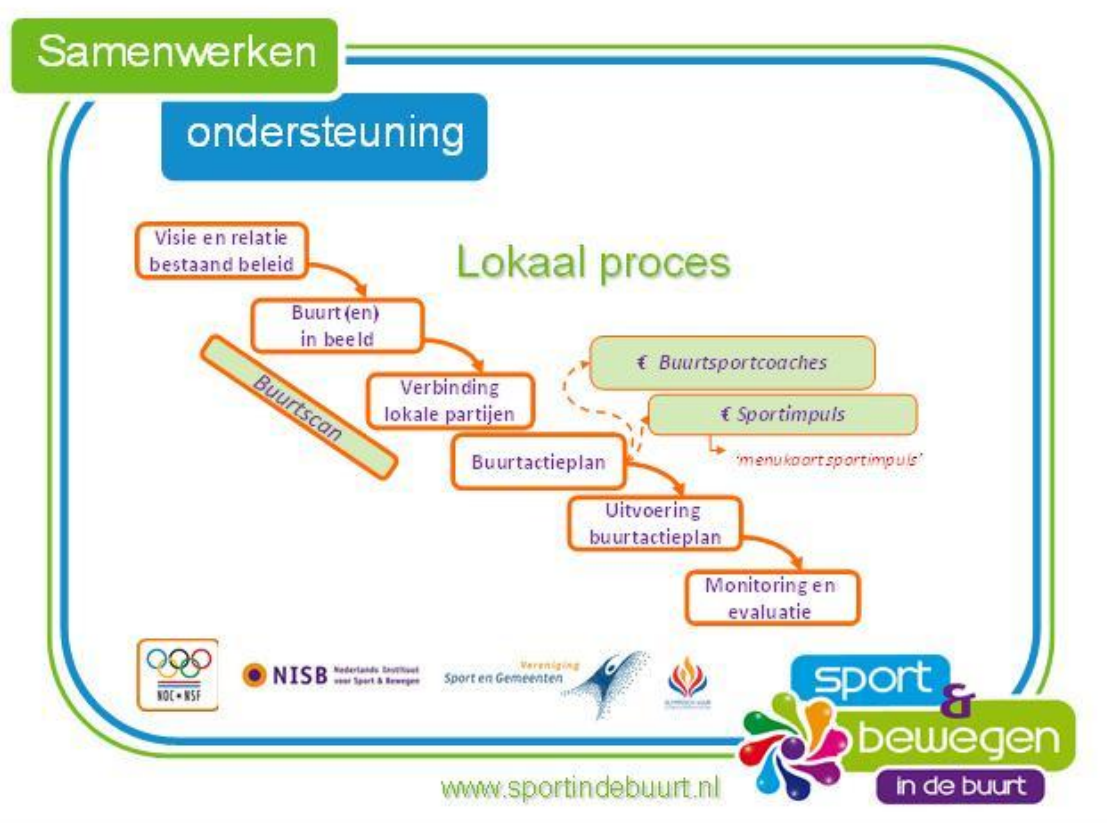 Samenwerken
ondersteuning
Visie en relatie
bestaand beleid
Lokaal proces
Buurt(en)
in beeld
Buurtscan
Verbinding
lokale partijen
€ Buurtsportcoaches
€ Sportimpuls
'menukaart sportimpuls'
Buurtactieplan
Uitvoering
buurtactieplan
Monitoring en
evaluatie
NOC*NSF
NISB Nederlands Instituut
voor Sport & Bewegen
Vereniging
Sport en Gemeenten
sport
&
bewegen
in de buurt
www.sportindebuurt.nl